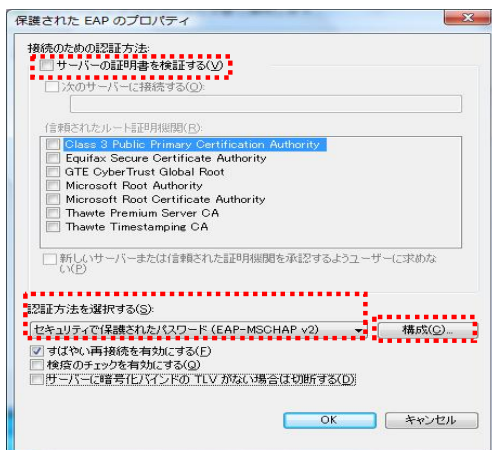 保護された EAP のプロパティ
接続のための認証方法:
サーバーの証明書を検証する(V)
次のサーバーに接続する(O):
信頼されたルート証明機関(R):
Class 3 Public Primary Certification Authority
Equifax Secure Certificate Authority
GTE CyberTrust Global Root
Microsoft Root Authority
Microsoft Root Certificate Authority
Thawte Premium Server CA
Thawte Timestamping CA
新しいサーバーまたは信頼された証明機関を承認するようユーザーに求めな
い(P)
認証方法を選択する(S):
セキュリティで保護されたパスワード (EAP-MSCHAP v2)
構成(C)...
すばやい再接続を有効にする(F)
検疫のチェックを有効にする(Q)
サーバーに暗号化バインドの TLV がない場合は切断する(D)
OK
キャンセル